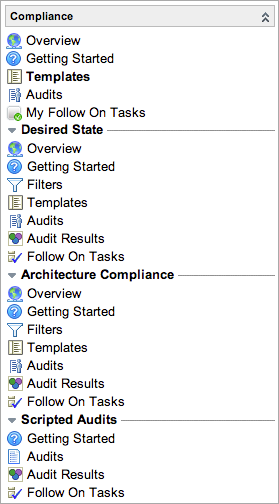 Compliance
Overview
Getting Started
Templates
Audits
My Follow On Tasks
Desired State
Overview
Getting Started
Filters
Templates
Audits
Audit Results
Follow On Tasks
Architecture Compliance
Overview
Getting Started
Filters
Templates
Audits
Audit Results
Follow On Tasks
Scripted Audits
Getting Started
Audits
Audit Results
Follow On Tasks